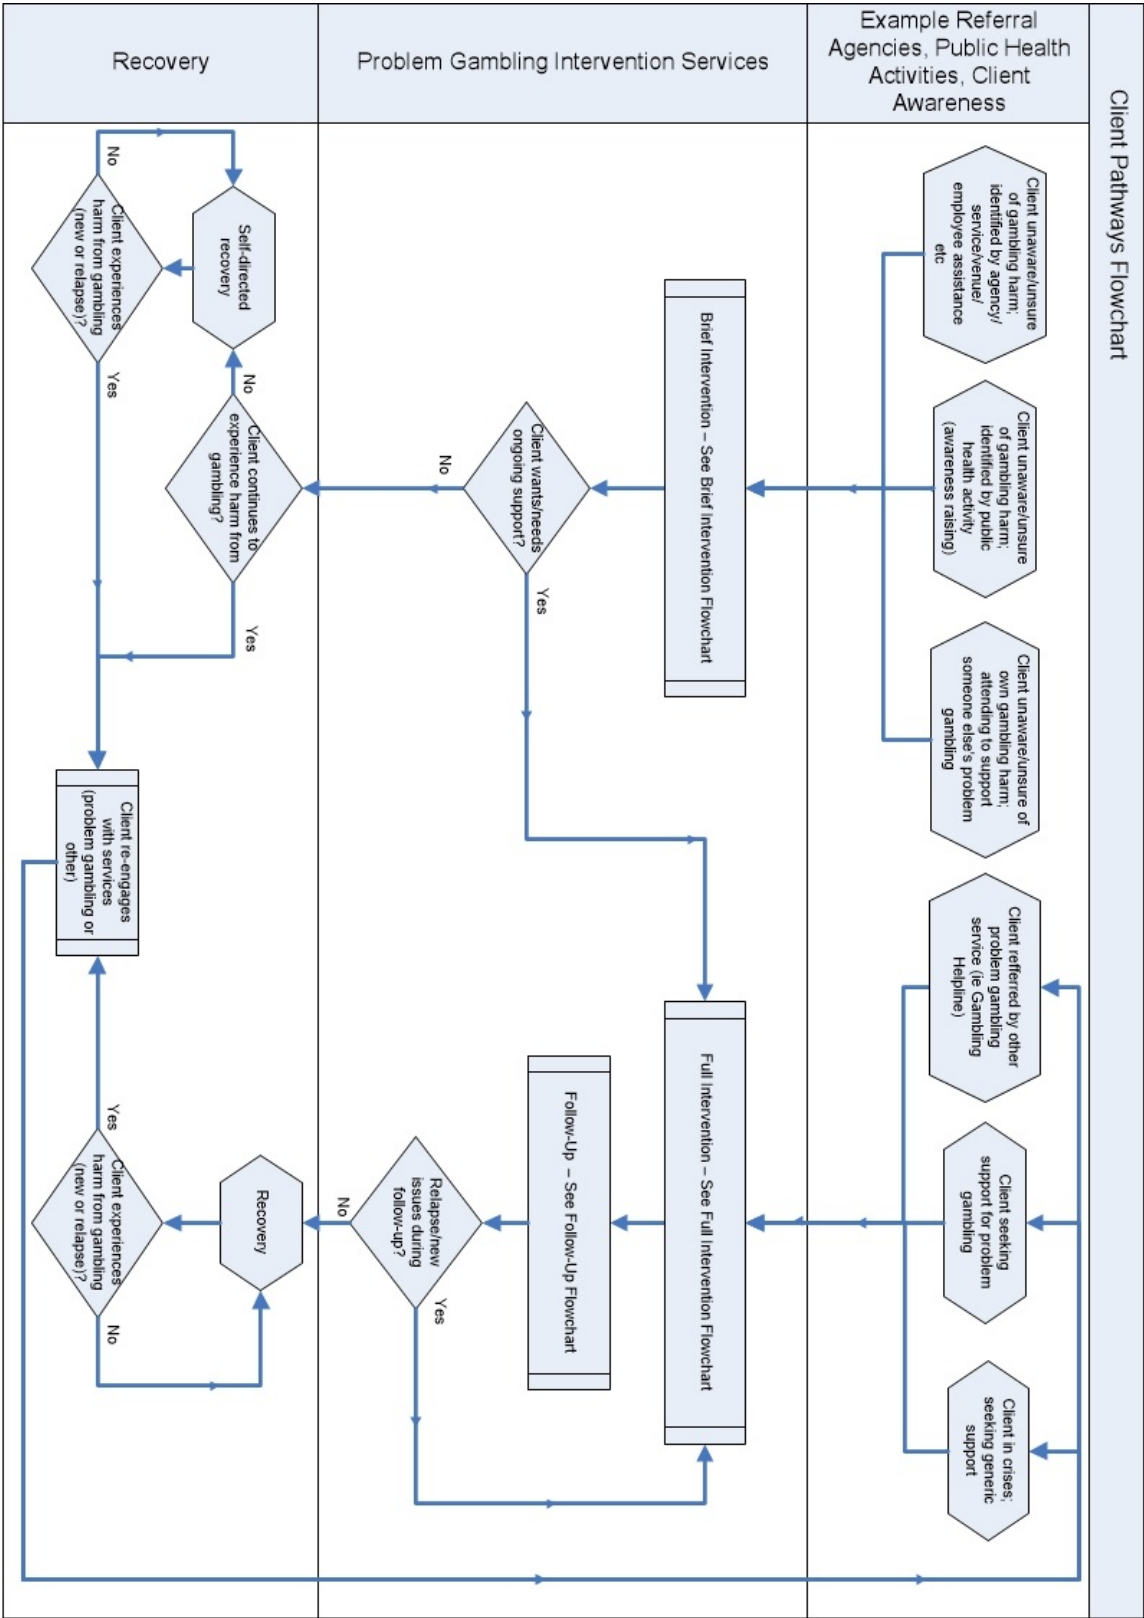 Client Pathways Flowchart
Example Referral
Agencies, Public Health
Activities, Client
Awareness
Client unaware/unsure
of gambling harm;
identified by agency/
service/venue/
employee assistance
etc
Client unaware/unsure
of gambling harm;
identified by public
health activity
(awareness raising)
Client unaware/unsure of
own gambling harm;
attending to support
someone else's problem
gambling
Client refferred by other
problem gambling
service (ie Gambling
Helpline)
Client seeking
support for problem
gambling
Client in crises;
seeking generic
support
Problem Gambling Intervention Services
Brief Intervention – See Brief Intervention Flowchart
Full Intervention – See Full Intervention Flowchart
Client wants/needs
ongoing support?
Yes
No
Follow-Up – See Follow-Up Flowchart
Relapse/new
issues during
follow-up?
Yes
No
Recovery
Client continues to
experience harm from
gambling?
No
Yes
Self-directed
recovery
Client experiences
harm from gambling
(new or relapse)?
No
Yes
Client re-engages
with services
(problem gambling or
other)
Recovery
Client experiences
harm from gambling
(new or relapse)?
Yes
No